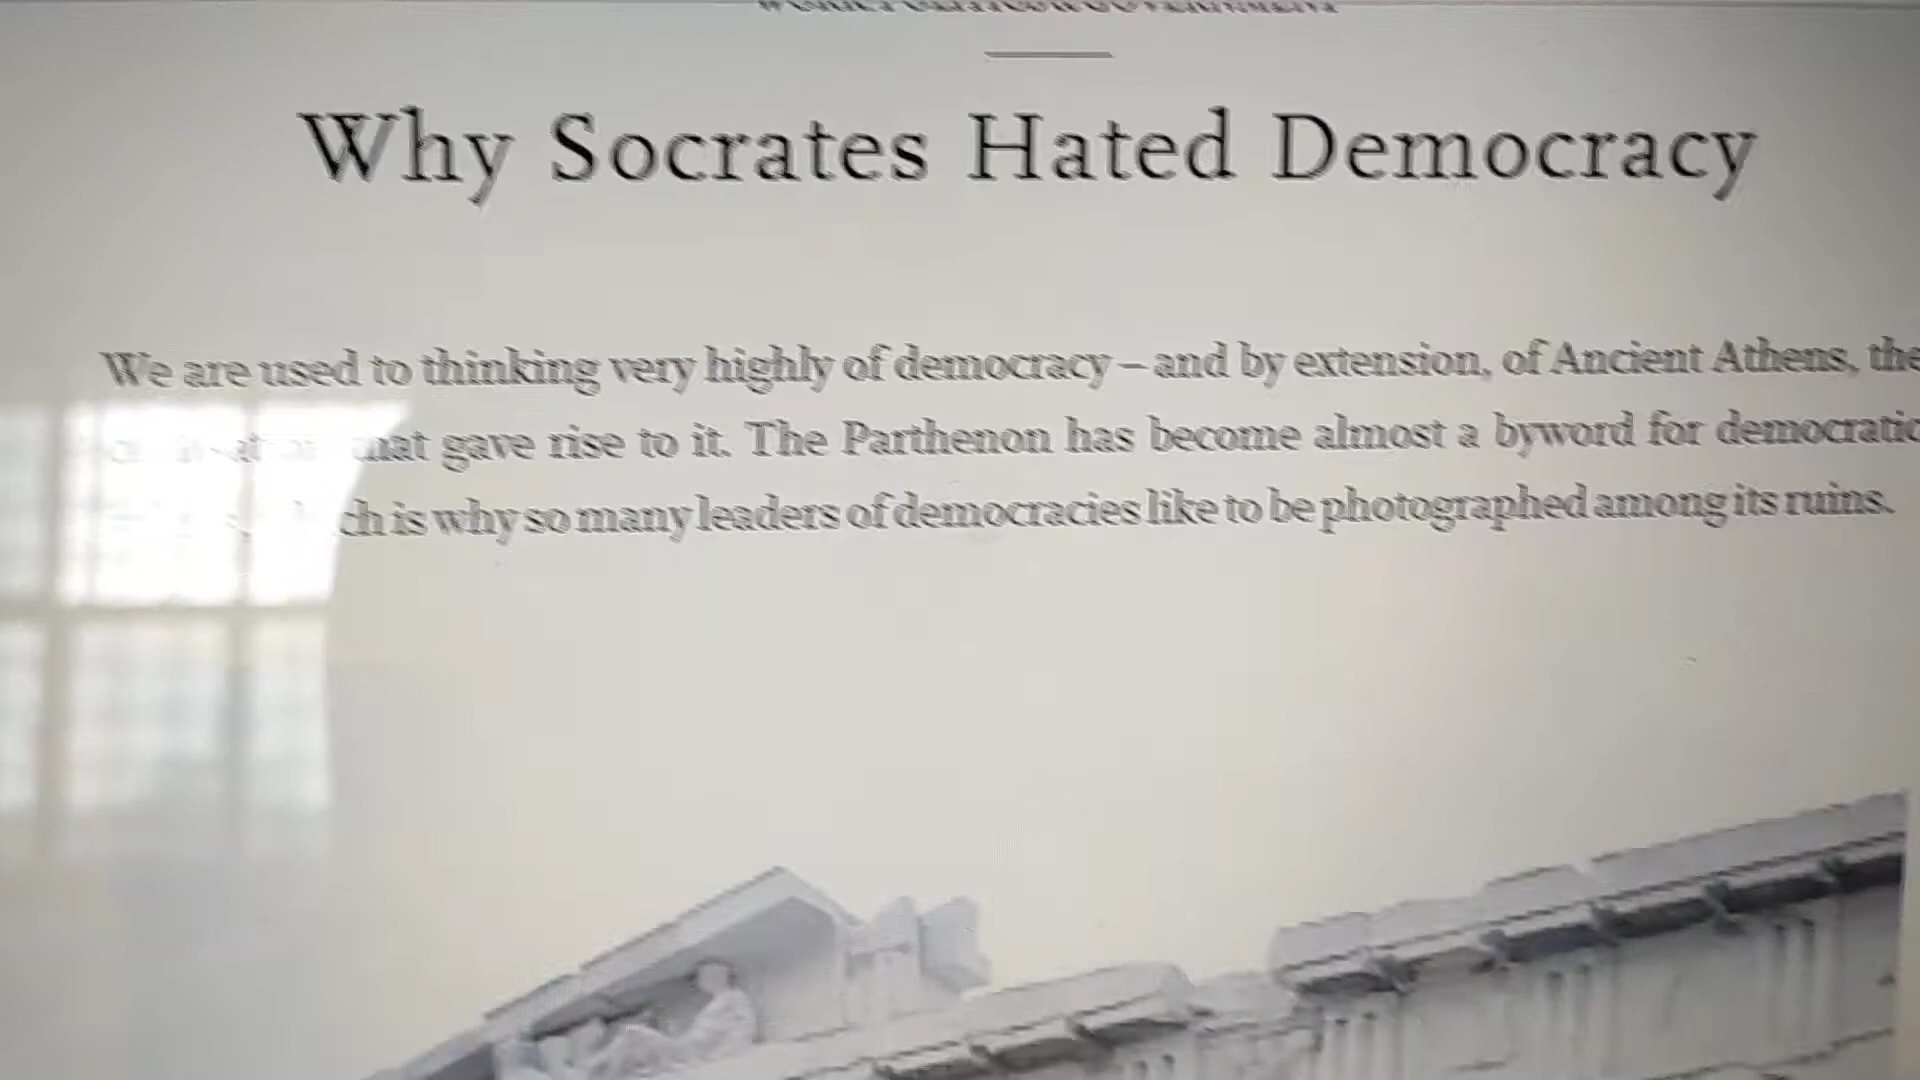 Why Socrates Hated Democracy
We are used to thinking very highly of democracy – and by extension, of Ancient Athens, the
that gave rise to it. The Parthenon has become almost a byword for democratic
is why so many leaders of democracies like to be photographed among its ruins.